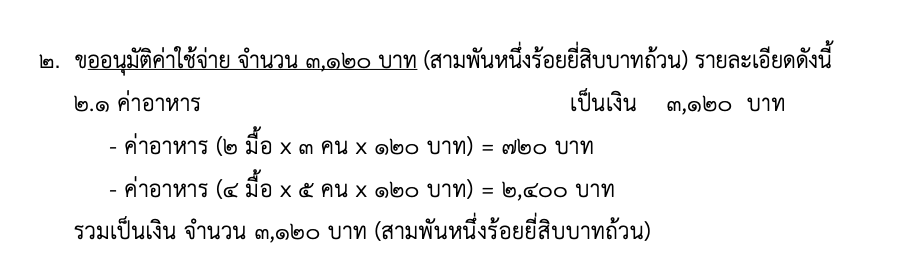 ๒. ขออนุมัติค่าใช้จ่าย จำนวน ๓,๑๒๐ บาท (สามพันหนึ่งร้อยยี่สิบบาทถ้วน) รายละเอียดดังนี้
๒.๑ ค่าอาหาร เป็นเงิน ๓,๑๒๐ บาท
- ค่าอาหาร (๒ มื้อ x ๓ คน x ๑๒๐ บาท) = ๗๒๐ บาท
- ค่าอาหาร (๔ มื้อ x ๕ คน x ๑๒๐ บาท) = ๒,๔๐๐ บาท
รวมเป็นเงิน จำนวน ๓,๑๒๐ บาท (สามพันหนึ่งร้อยยี่สิบบาทถ้วน)